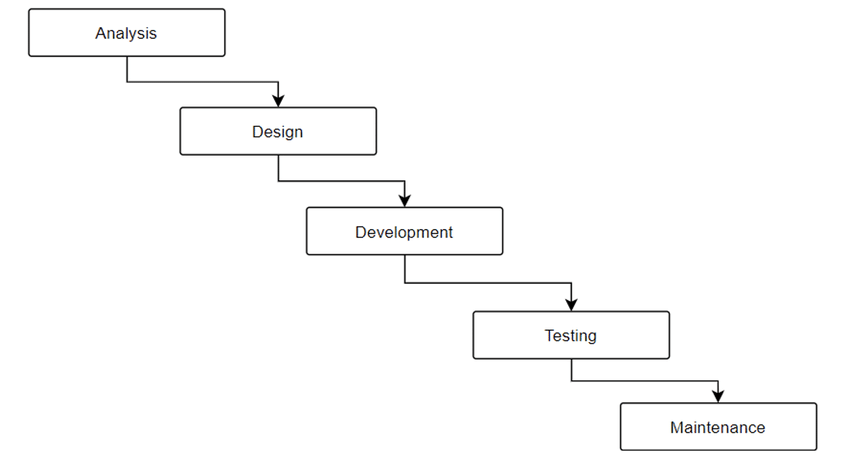 Analysis
Design
Development
Testing
Maintenance